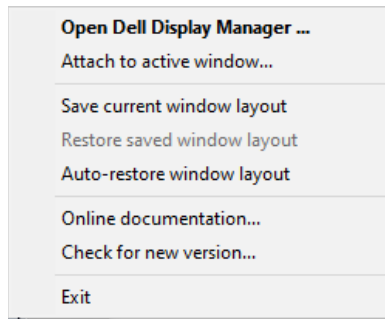 Open Dell Display Manager ...
Attach to active window...
Save current window layout
Restore saved window layout
Auto-restore window layout
Online documentation...
Check for new version...
Exit